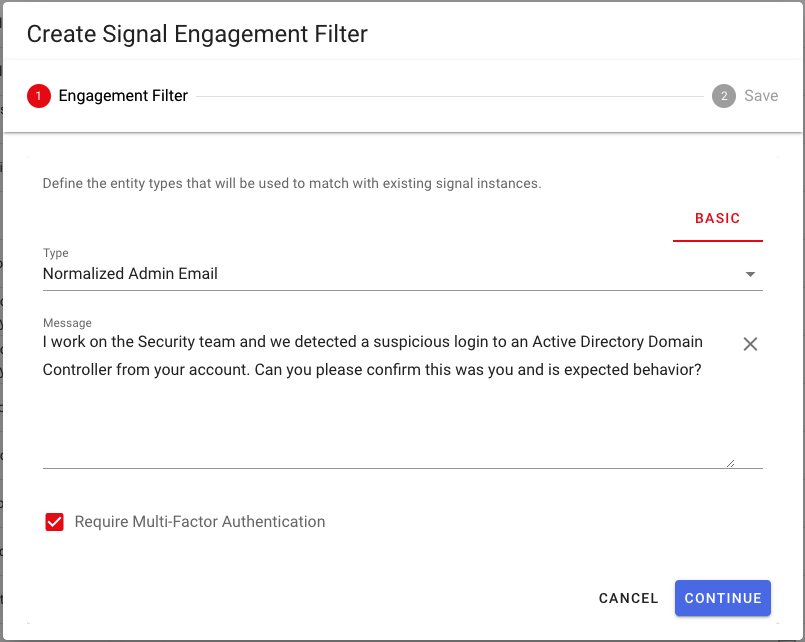 Create Signal Engagement Filter
1 Engagement Filter
2 Save
Define the entity types that will be used to match with existing signal instances.
BASIC
Type
Normalized Admin Email
Message
I work on the Security team and we detected a suspicious login to an Active Directory Domain
Controller from your account. Can you please confirm this was you and is expected behavior?
Require Multi-Factor Authentication
CANCEL CONTINUE